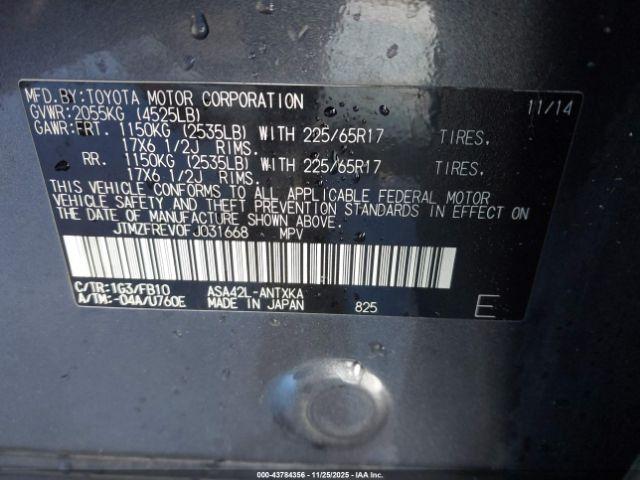 MFD.BY:TOYOTA MOTOR CORPORATION 11/14
GVWR:2055KG (4525LB)
GAWR:FRT. 1150KG (2535LB) WITH 225/65R17 TIRES,
17X6 1/2J RIMS.
RR. 1150KG (2535LB) WITH 225/65R17 TIRES,
17X6 1/2J RIMS.
THIS VEHICLE CONFORMS TO ALL APPLICABLE FEDERAL MOTOR
VEHICLE SAFETY AND THEFT PREVENTION STANDARDS IN EFFECT ON
THE DATE OF MANUFACTURE SHOWN ABOVE.
JTMZFREV0FJ031668 MPV
C/TR:1G3/FB10 ASA42L-ANTXKA
A/TM:-04A/U760E MADE IN JAPAN 825 E
000-43784356 | 11/25/2025 | IAA Inc.